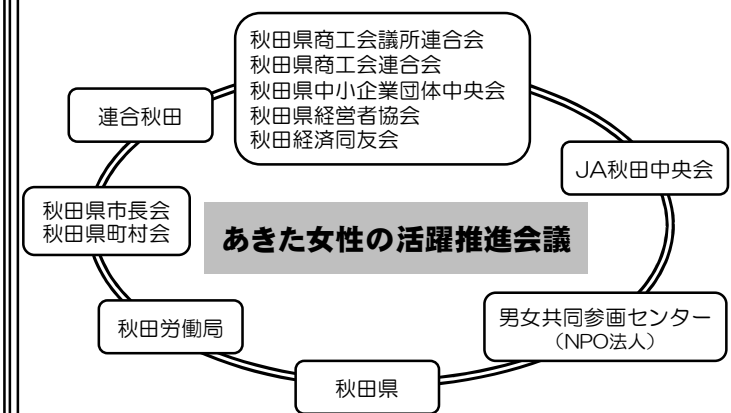 秋田県商工会議所連合会
秋田県商工会連合会
秋田県中小企業団体中央会
秋田県経営者協会
秋田経済同友会
連合秋田
JA秋田中央会
秋田県市長会
秋田県町村会
あきた女性の活躍推進会議
秋田労働局
男女共同参画センター
（NPO法人）
秋田県